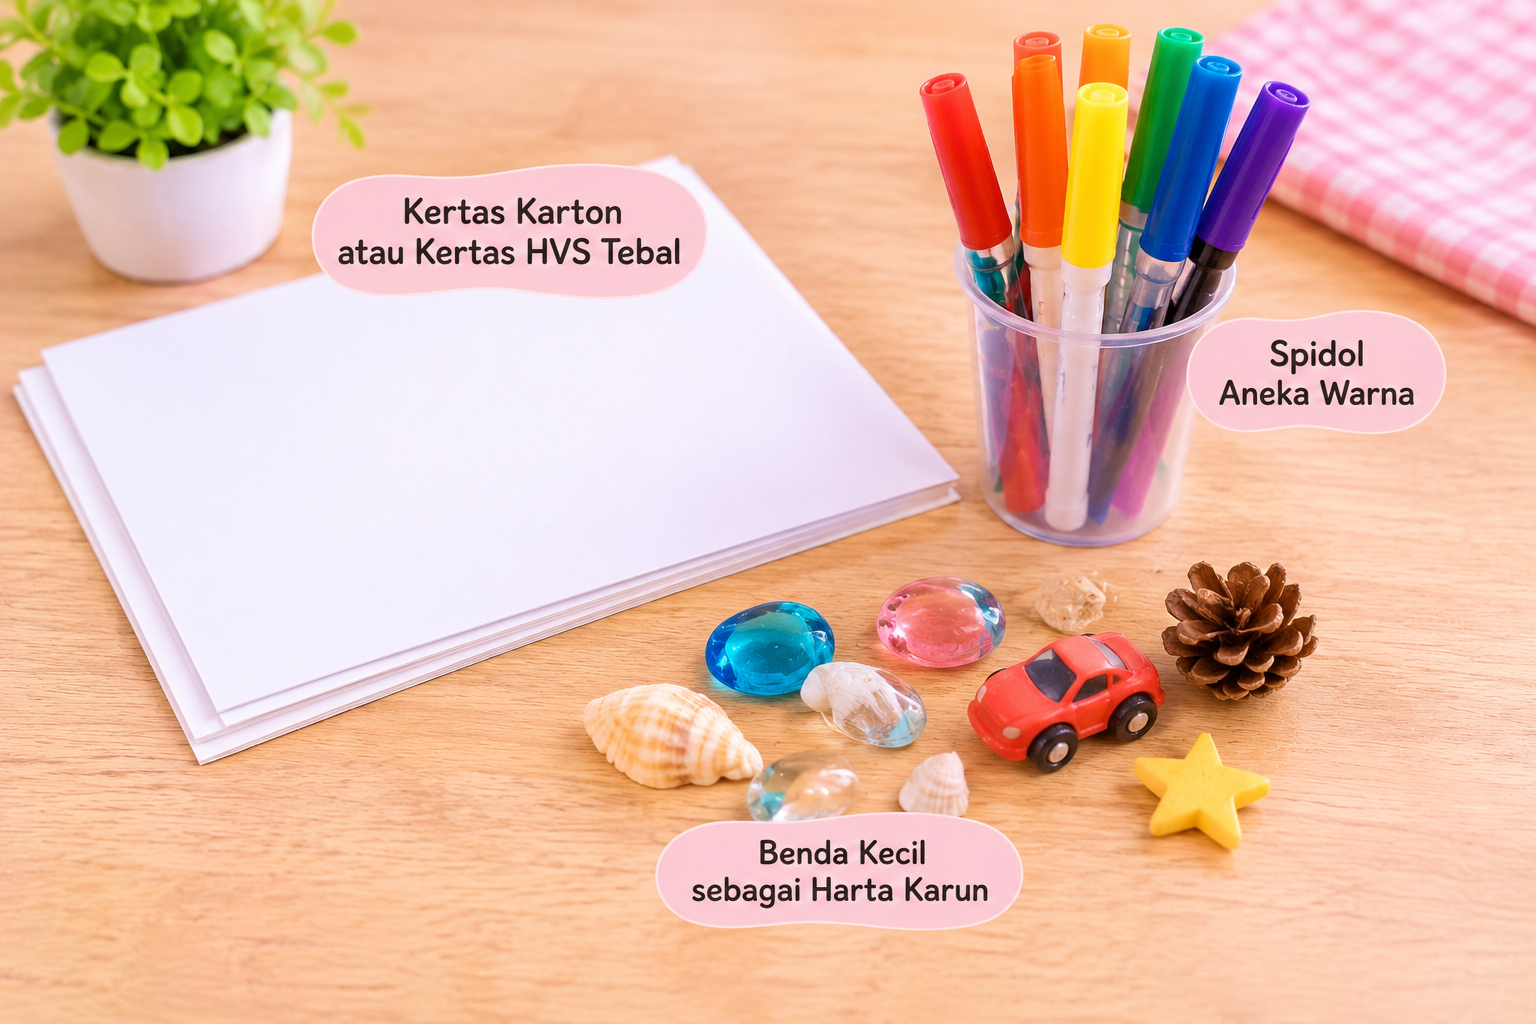 Kertas Karton
atau Kertas HVS Tebal
Spidol
Aneka Warna
Benda Kecil
sebagai Harta Karun